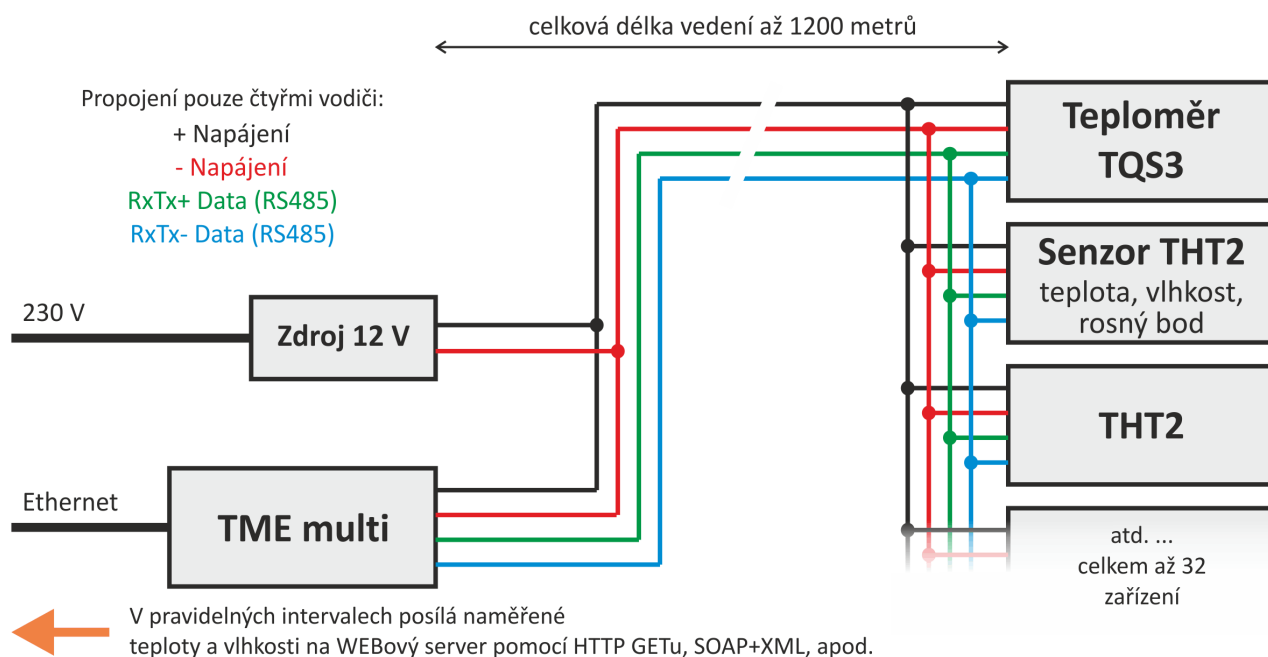 celková délka vedení až 1200 metrů
Propojení pouze čtyřmi vodiči:
+ Napájení
- Napájení
RxTx+ Data (RS485)
RxTx- Data (RS485)
Teploměr
TQS3
Senzor THT2
teplota, vlhkost,
rosný bod
230 V
Zdroj 12 V
THT2
Ethernet
TME multi
atd. ...
celkem až 32
zařízení
V pravidelných intervalech posílá naměřené
teploty a vlhkosti na WEBový server pomocí HTTP GETu, SOAP+XML, apod.